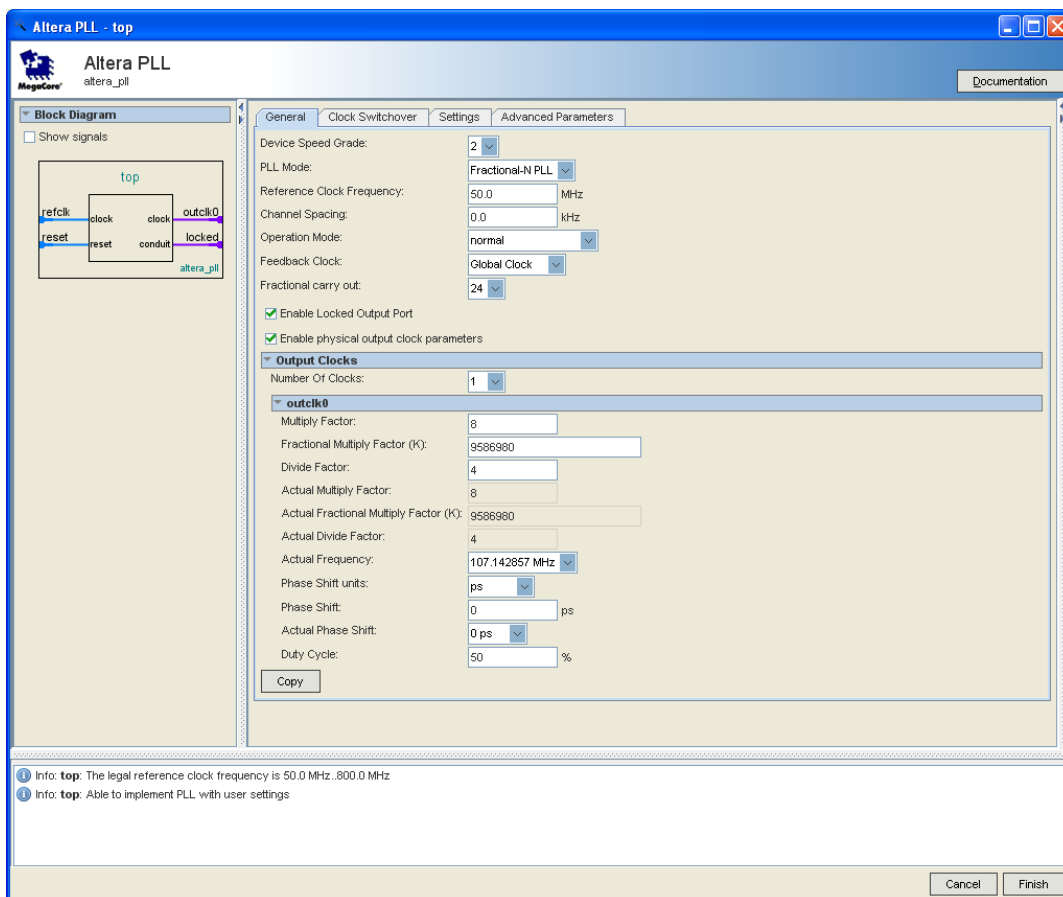 Altera PLL - top
MegaCore®
Altera PLL
altera_pll
Documentation
Block Diagram
Show signals
top
refclk
clock
clock
outclk0
reset
reset
conduit
locked
altera_pll
General
Clock Switchover
Settings
Advanced Parameters
Device Speed Grade: 2
PLL Mode: Fractional-N PLL
Reference Clock Frequency: 50.0 MHz
Channel Spacing: 0.0 kHz
Operation Mode: normal
Feedback Clock: Global Clock
Fractional carry out: 24
Enable Locked Output Port
Enable physical output clock parameters
Output Clocks
Number Of Clocks: 1
outclk0
Multiply Factor: 8
Fractional Multiply Factor (K): 9586980
Divide Factor: 4
Actual Multiply Factor: 8
Actual Fractional Multiply Factor (K): 9586980
Actual Divide Factor: 4
Actual Frequency: 107.142857 MHz
Phase Shift units: ps
Phase Shift: 0 ps
Actual Phase Shift: 0 ps
Duty Cycle: 50 %
Copy
Info: top: The legal reference clock frequency is 50.0 MHz..800.0 MHz
Info: top: Able to implement PLL with user settings
Cancel
Finish